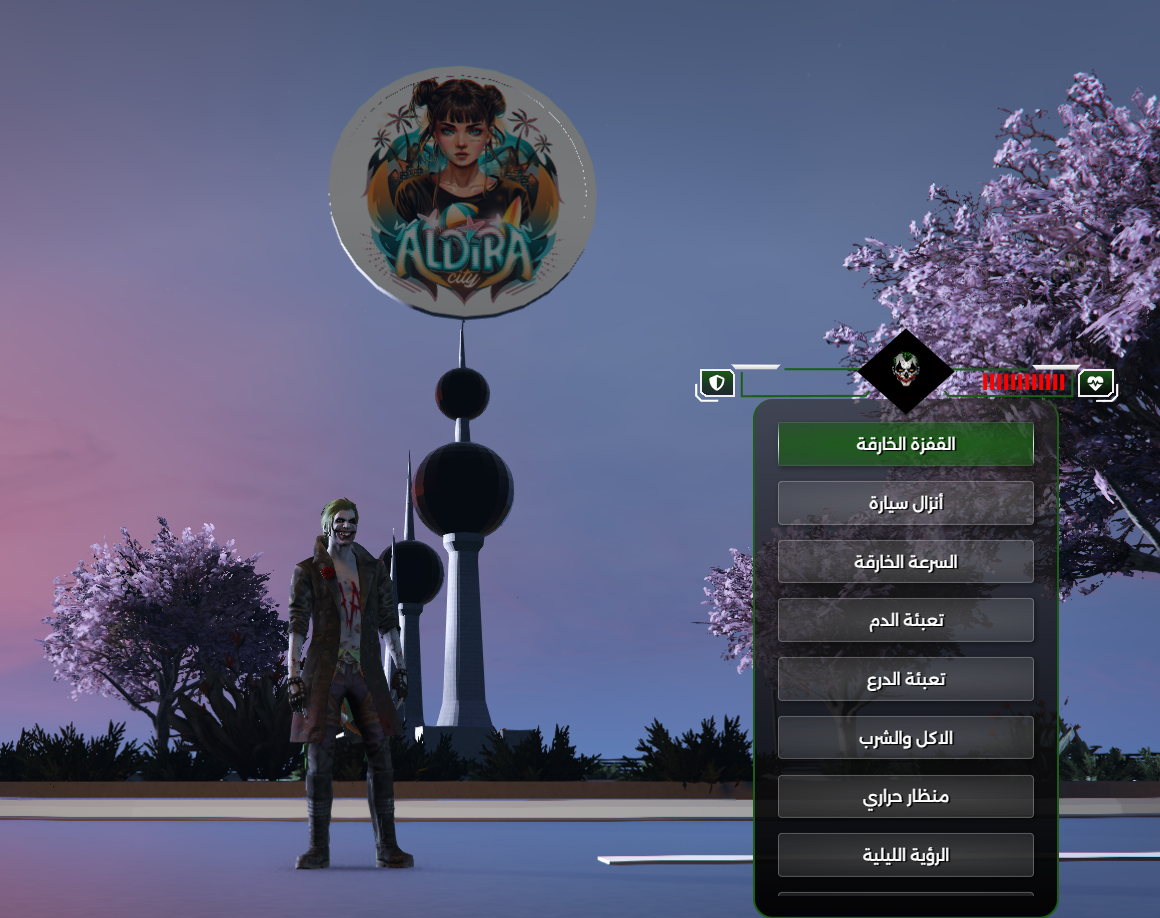 ALDIRA
city
القفزة الخارقة
أنزال سيارة
السرعة الخارقة
تعبئة الدم
تعبئة الدرع
الاكل والشرب
منظار حراري
الرؤية الليلية